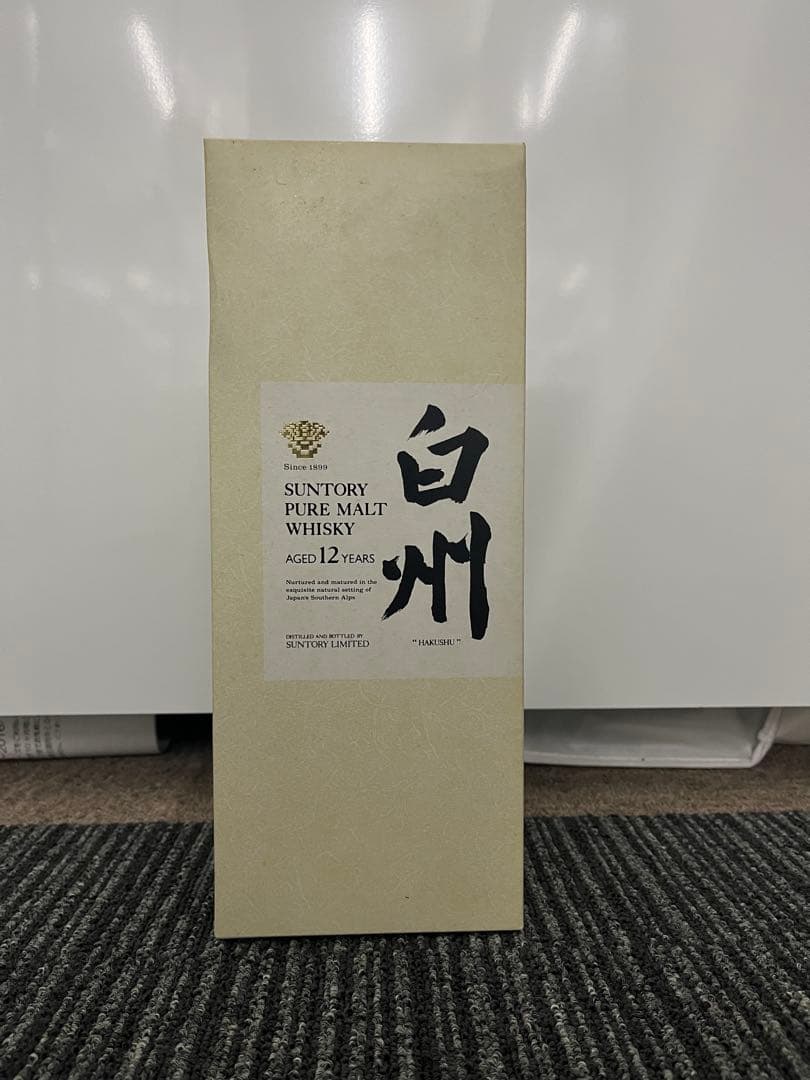 Since 1899
SUNTORY
PURE MALT
WHISKY
AGED 12 YEARS
Nurtured and matured in the
exquisite natural setting of
Japan's Southern Alps
DISTILLED AND BOTTLED BY
SUNTORY LIMITED
白州
"HAKUSHU"